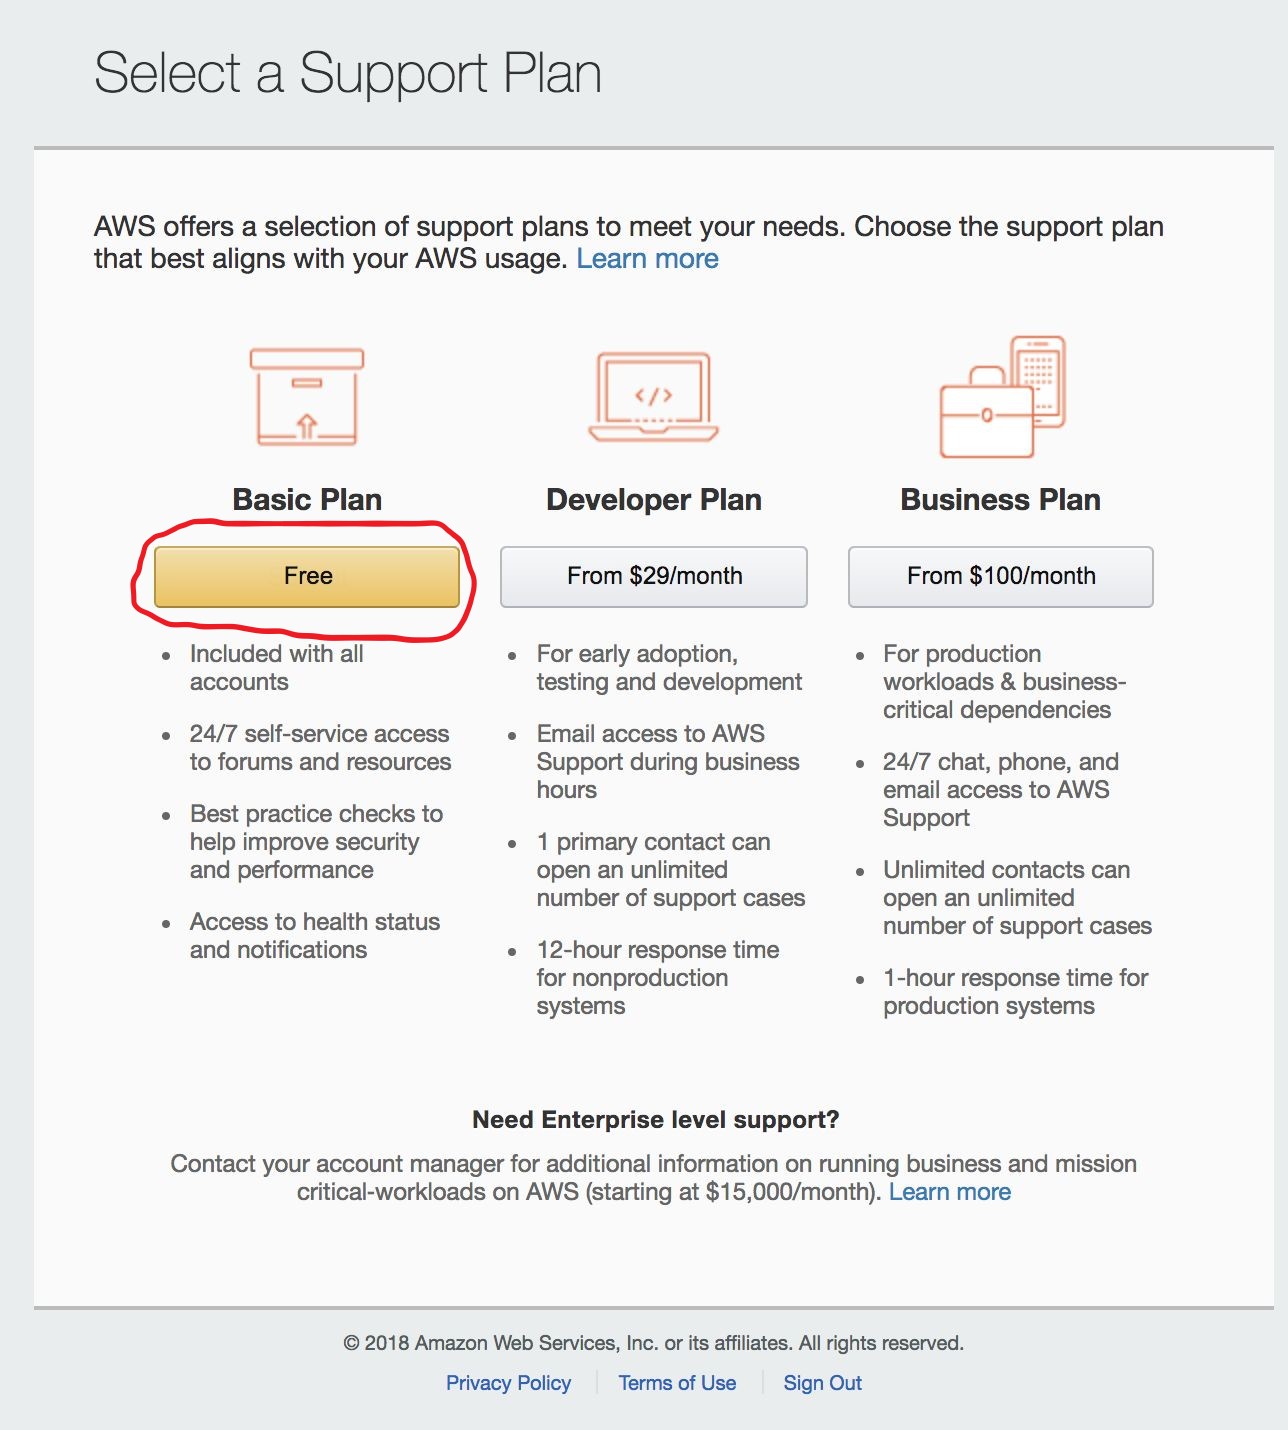 Select a Support Plan
AWS offers a selection of support plans to meet your needs. Choose the support plan
that best aligns with your AWS usage. Learn more
</>
Basic Plan
Free
Included with all
accounts
24/7 self-service access
to forums and resources
Best practice checks to
help improve security
and performance
Access to health status
and notifications
Developer Plan
From $29/month
For early adoption,
testing and development
Email access to AWS
Support during business
hours
1 primary contact can
open an unlimited
number of support cases
12-hour response time
for nonproduction
systems
Business Plan
From $100/month
For production
workloads & business-
critical dependencies
24/7 chat, phone, and
email access to AWS
Support
Unlimited contacts can
open an unlimited
number of support cases
1-hour response time for
production systems
Need Enterprise level support?
Contact your account manager for additional information on running business and mission
critical-workloads on AWS (starting at $15,000/month). Learn more
© 2018 Amazon Web Services, Inc. or its affiliates. All rights reserved.
Privacy Policy
Terms of Use
Sign Out